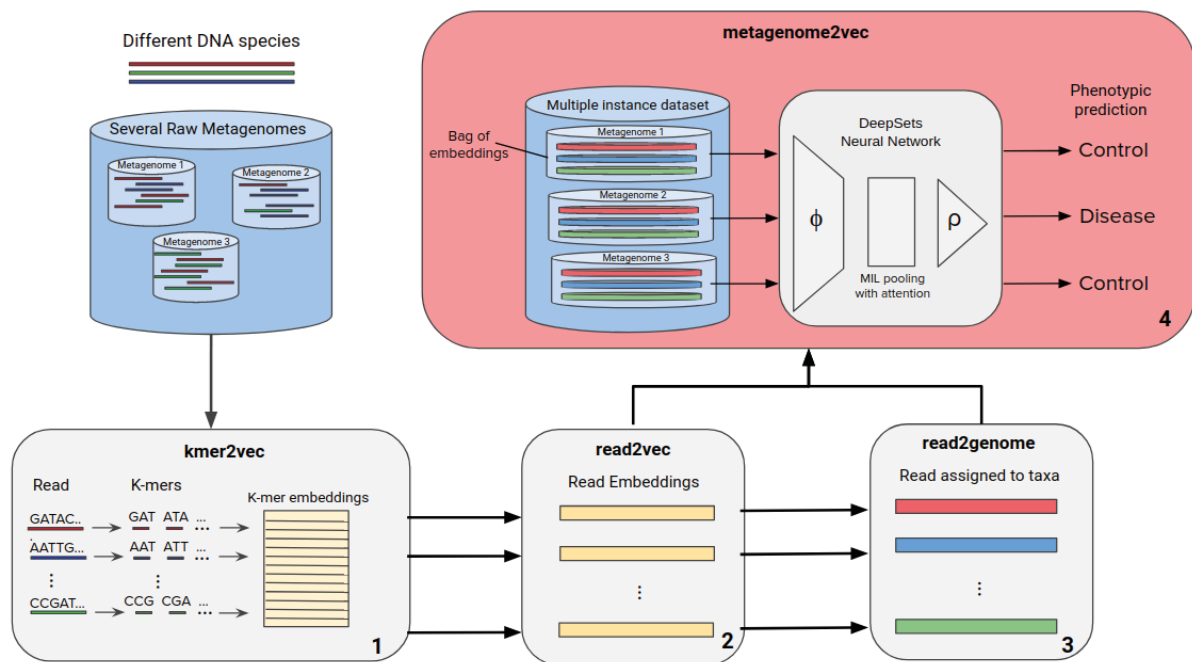 Different DNA species
Several Raw Metagenomes
Metagenome 1
Metagenome 2
Metagenome 3
metagenome2vec
Multiple instance dataset
Bag of
embeddings
Metagenome 1
Metagenome 2
Metagenome 3
DeepSets
Neural Network
ϕ
ρ
MIL pooling
with attention
Phenotypic
prediction
Control
Disease
Control
4
kmer2vec
Read
K-mers
K-mer embeddings
GATAC..
GAT ATA ...
...
AATTG...
AAT ATT ...
...
⋮
⋮
CCGAT...
CCG CGA ...
...
1
read2vec
Read Embeddings
⋮
2
read2genome
Read assigned to taxa
⋮
3